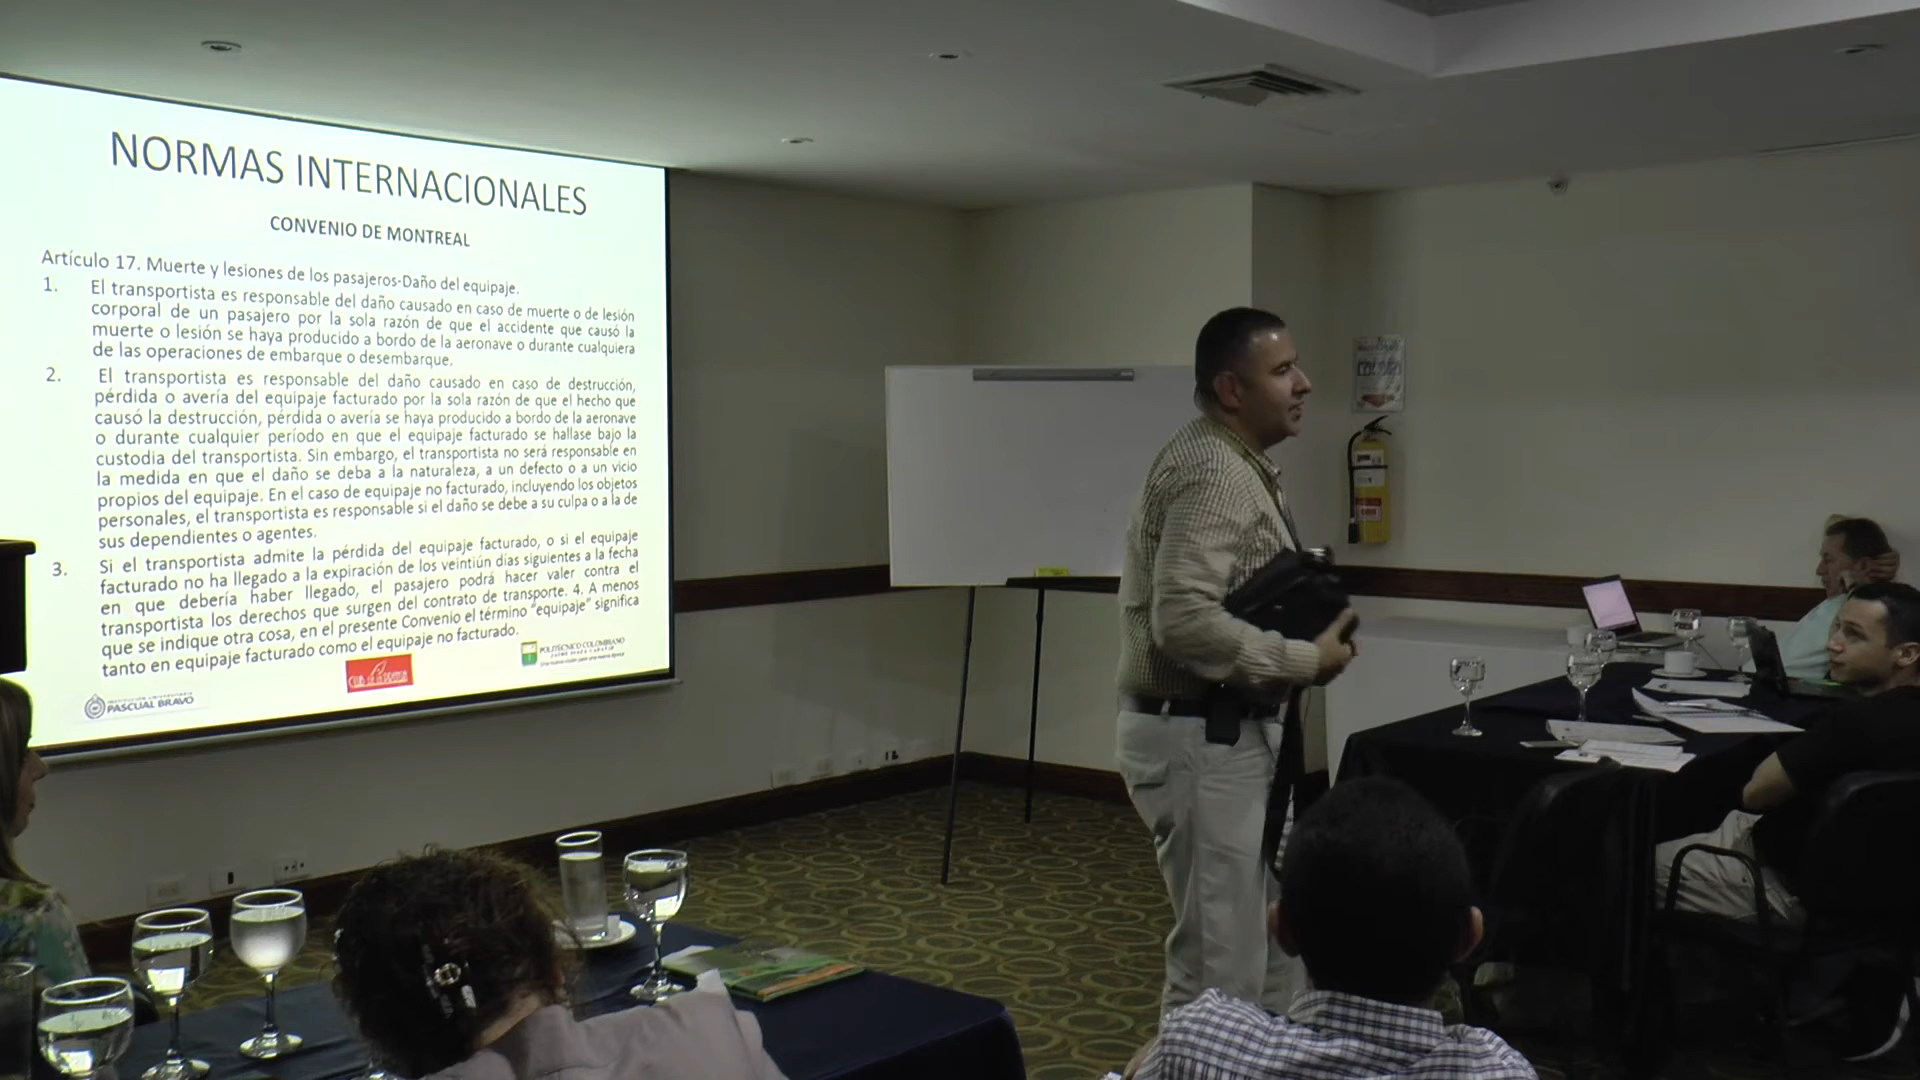 NORMAS INTERNACIONALES
CONVENIO DE MONTREAL
Artículo 17. Muerte y lesiones de los pasajeros-Daño del equipaje.
1. El transportista es responsable del daño causado en caso de muerte o de lesión
corporal de un pasajero por la sola razón de que el accidente que causó la
muerte o lesión se haya producido a bordo de la aeronave o durante cualquiera
de las operaciones de embarque o desembarque.
2. El transportista es responsable del daño causado en caso de destrucción,
pérdida o avería del equipaje facturado por la sola razón de que el hecho que
causó la destrucción, pérdida o avería se haya producido a bordo de la aeronave
o durante cualquier período en que el equipaje facturado se hallase bajo la
custodia del transportista. Sin embargo, el transportista no será responsable en
la medida en que el daño se deba a la naturaleza, a un defecto o a un vicio
propios del equipaje. En el caso de equipaje no facturado, incluyendo los objetos
personales, el transportista es responsable si el daño se debe a su culpa o a la de
sus dependientes o agentes.
3. Si el transportista admite la pérdida del equipaje facturado, o si el equipaje
facturado no ha llegado a la expiración de los veintiún días siguientes a la fecha
en que debería haber llegado, el pasajero podrá hacer valer contra el
transportista los derechos que surgen del contrato de transporte. 4. A menos
que se indique otra cosa, en el presente Convenio el término "equipaje" significa
tanto en equipaje facturado como el equipaje no facturado.
CLUB DE LA PRENSA
POLITÉCNICO COLOMBIANO
JAIME ISAZA CADAVID
INSTITUCIÓN UNIVERSITARIA
PASCUAL BRAVO